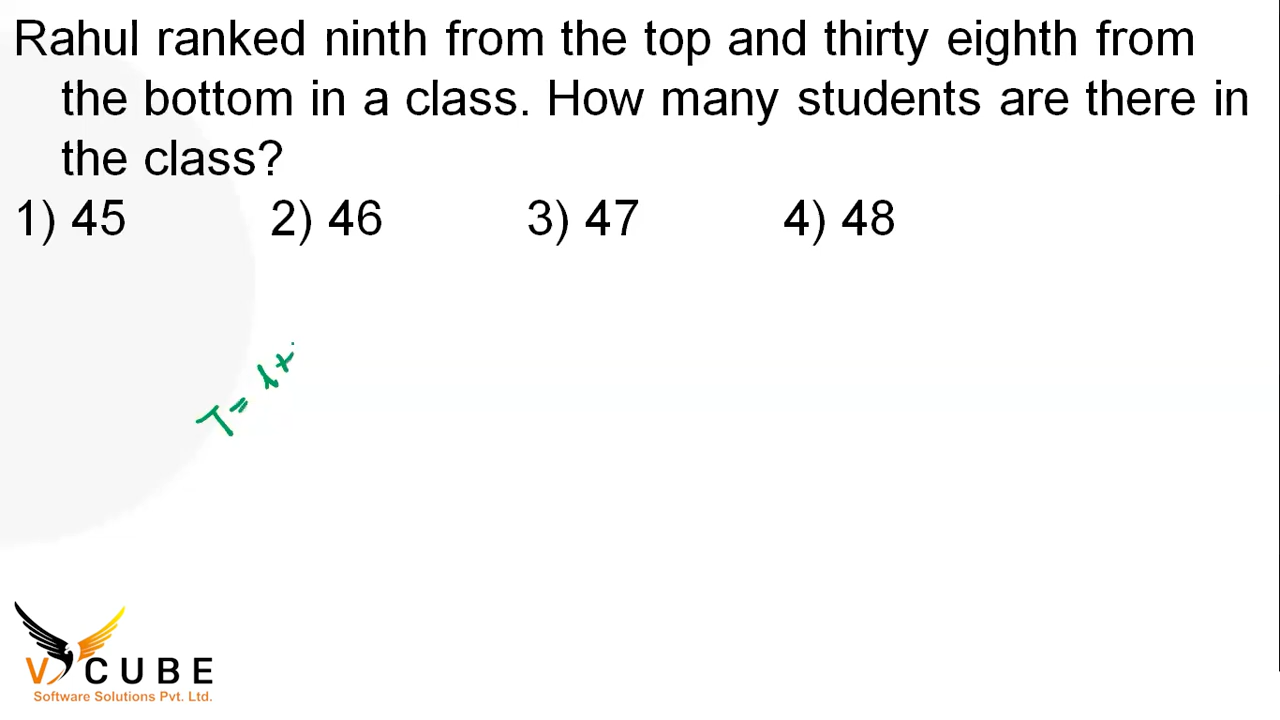 Rahul ranked ninth from the top and thirty eighth from
the bottom in a class. How many students are there in
the class?
1) 45 2) 46 3) 47 4) 48
T= l+
V CUBE
Software Solutions Pvt. Ltd.